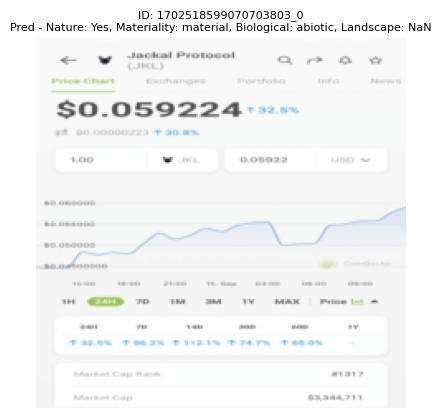 ID: 1702518599070703803_0
Pred - Nature: Yes, Materiality: material, Biological: abiotic, Landscape: NaN
Jackal Protocol
(JKL)
Price Chart Exchanges Portfolio Info News
$0.059224 ↑ 32.5%
₿0.00000223 ↑ 30.8%
1.00 JKL 0.05922 USD
$0.060000
$0.055000
$0.050000
$0.04500000
CoinGecko
15:00 18:00 21:00 15. Sep 03:00 06:00 09:00
1H 24H 7D 1M 3M 1Y MAX Price
24H 7D 14D 30D 60D 1Y
↑ 32.5% ↑ 96.2% ↑ 112.1% ↑ 74.7% ↑ 65.0% -
Market Cap Rank #1317
Market Cap $3,344,711